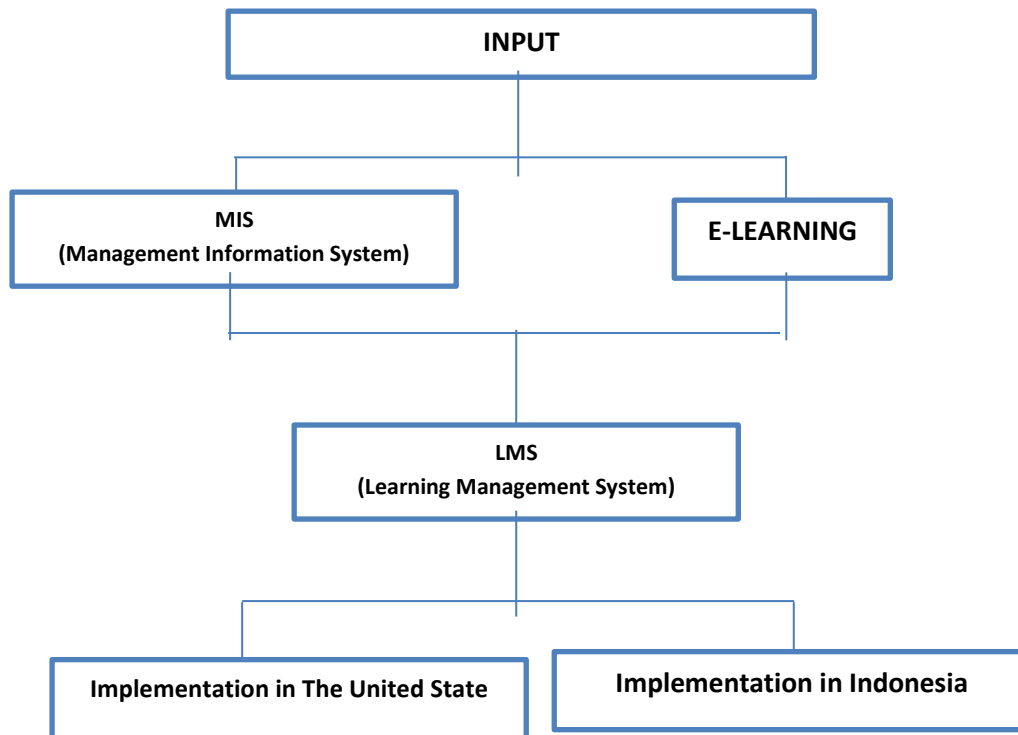 INPUT
MIS
(Management Information System)
E-LEARNING
LMS
(Learning Management System)
Implementation in The United State
Implementation in Indonesia